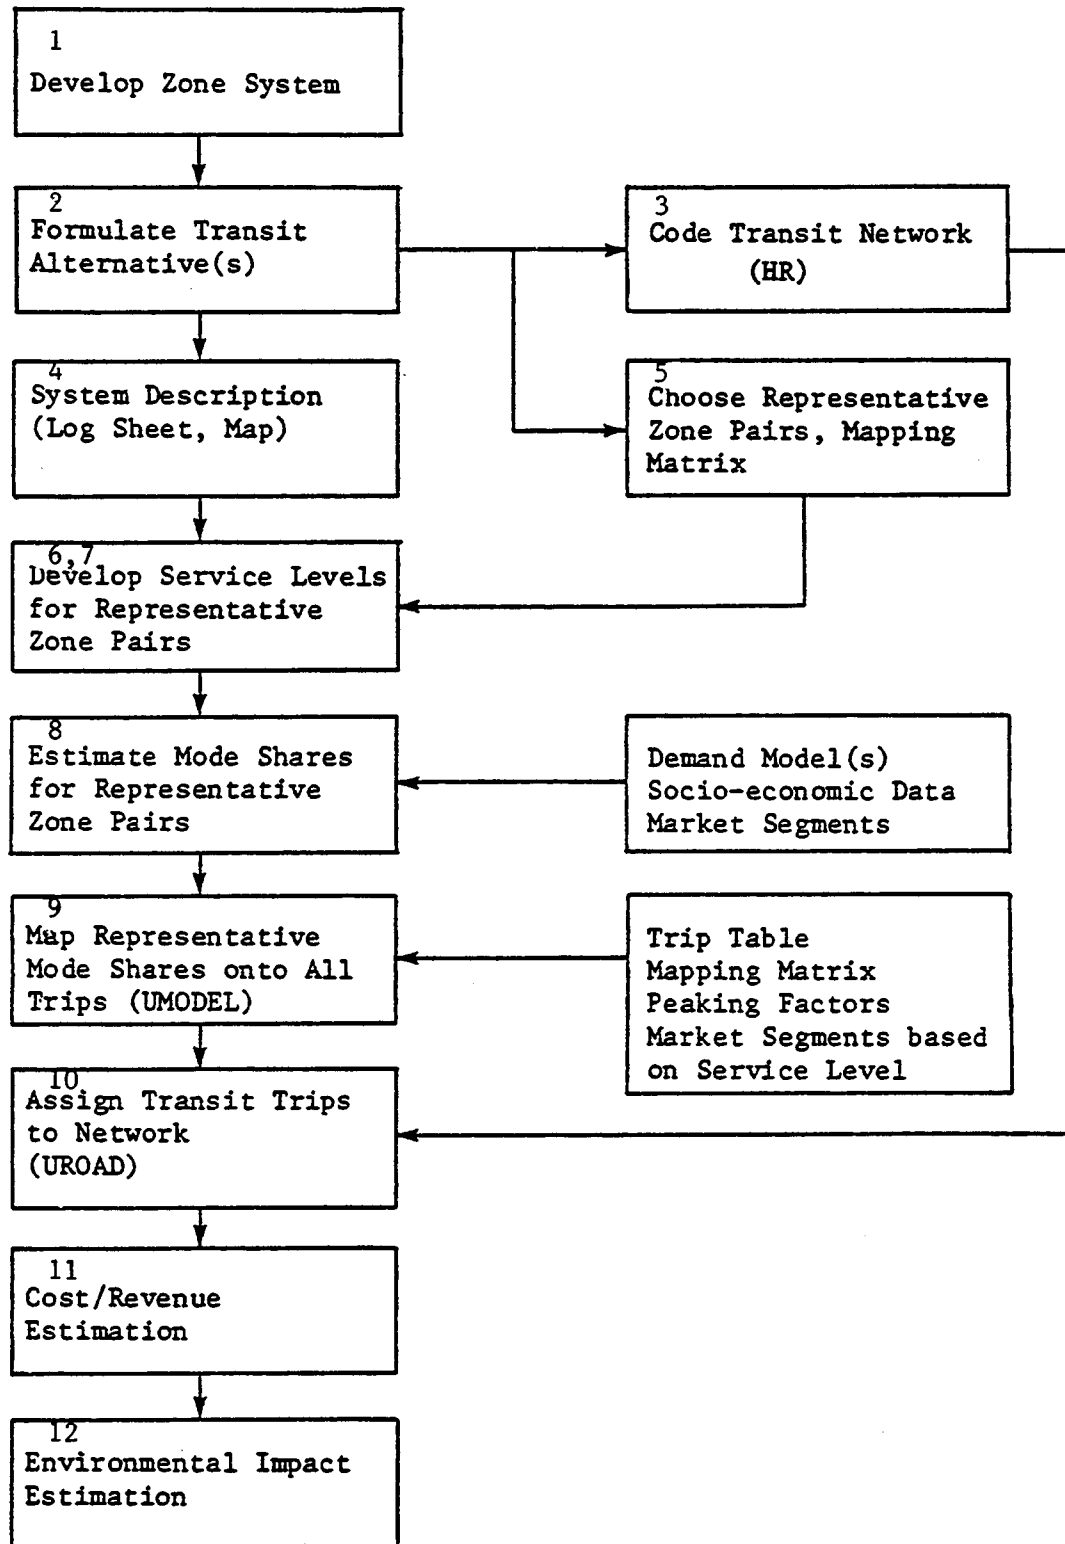 1
Develop Zone System
2
Formulate Transit
Alternative(s)
3
Code Transit Network
(HR)
4
System Description
(Log Sheet, Map)
5
Choose Representative
Zone Pairs, Mapping
Matrix
6,7
Develop Service Levels
for Representative
Zone Pairs
8
Estimate Mode Shares
for Representative
Zone Pairs
Demand Model(s)
Socio-economic Data
Market Segments
9
Map Representative
Mode Shares onto All
Trips (UMODEL)
Trip Table
Mapping Matrix
Peaking Factors
Market Segments based
on Service Level
10
Assign Transit Trips
to Network
(UROAD)
11
Cost/Revenue
Estimation
12
Environmental Impact
Estimation